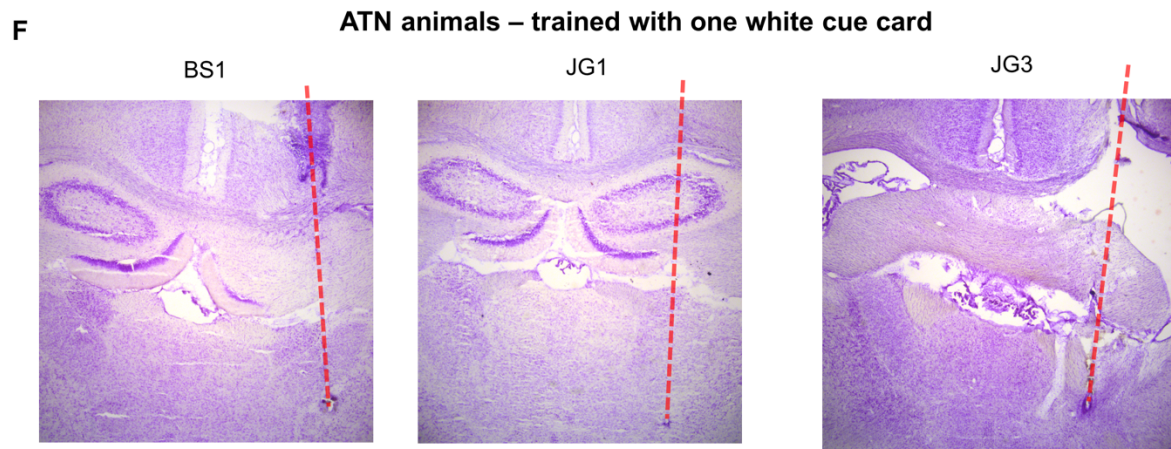 F
ATN animals – trained with one white cue card
BS1
JG1
JG3